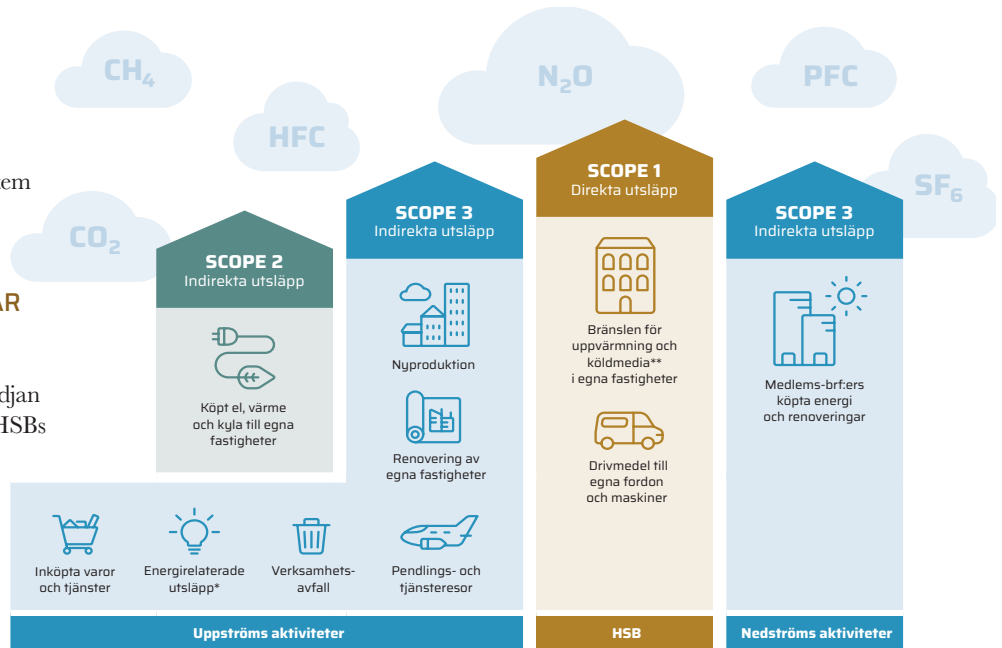 CH₄
N₂O
PFC
HFC
SF₆
CO₂
tem
AR
djan
HSBs
SCOPE 2
Indirekta utsläpp
Köpt el, värme
och kyla till egna
fastigheter
SCOPE 3
Indirekta utsläpp
Nyproduktion
Renovering av
egna fastigheter
Inköpta varor
och tjänster
Energirelaterade
utsläpp*
Verksamhets-
avfall
Pendlings- och
tjänsteresor
Uppströms aktiviteter
SCOPE 1
Direkta utsläpp
Bränslen för
uppvärmning och
köldmedia**
i egna fastigheter
Drivmedel till
egna fordon
och maskiner
HSB
SCOPE 3
Indirekta utsläpp
Medlems-brf:ers
köpta energi
och renoveringar
Nedströms aktiviteter